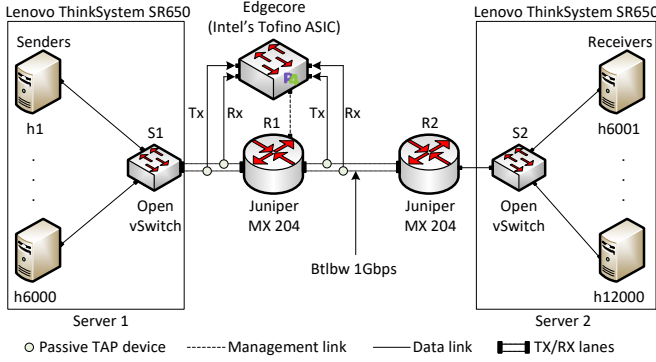 Lenovo ThinkSystem SR650
Edgecore
(Intel's Tofino ASIC)
Lenovo ThinkSystem SR650
Senders
h1
.
.
.
h6000
S1
Open
vSwitch
Tx
Rx
P4
R1
Juniper
MX 204
Tx
Rx
Btlbw 1Gbps
R2
Juniper
MX 204
S2
Open
vSwitch
Receivers
h6001
.
.
.
h12000
Server 1
Server 2
Passive TAP device
Management link
Data link
TX/RX lanes